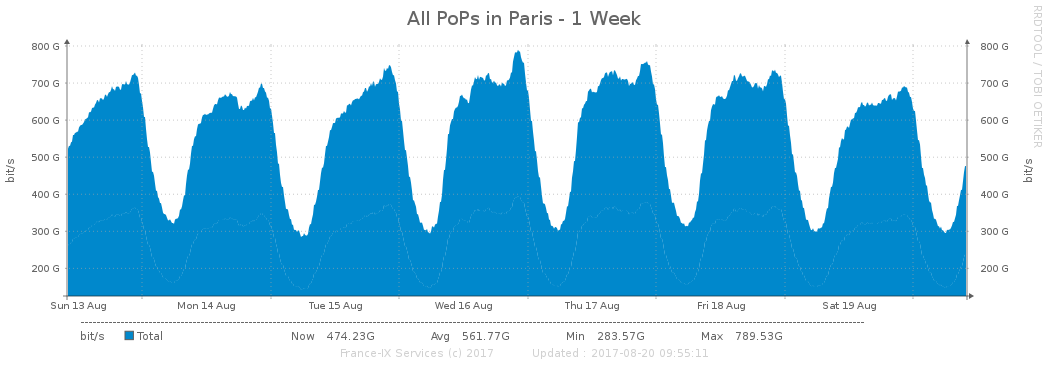 All PoPs in Paris - 1 Week
RRDTOOL / TOBI OETIKER
bit/s
bit/s
800 G 800 G
700 G 700 G
600 G 600 G
500 G 500 G
400 G 400 G
300 G 300 G
200 G 200 G
Sun 13 Aug Mon 14 Aug Tue 15 Aug Wed 16 Aug Thu 17 Aug Fri 18 Aug Sat 19 Aug
bit/s Total Now 474.23G Avg 561.77G Min 283.57G Max 789.53G
France-IX Services (c) 2017 Updated : 2017-08-20 09:55:11